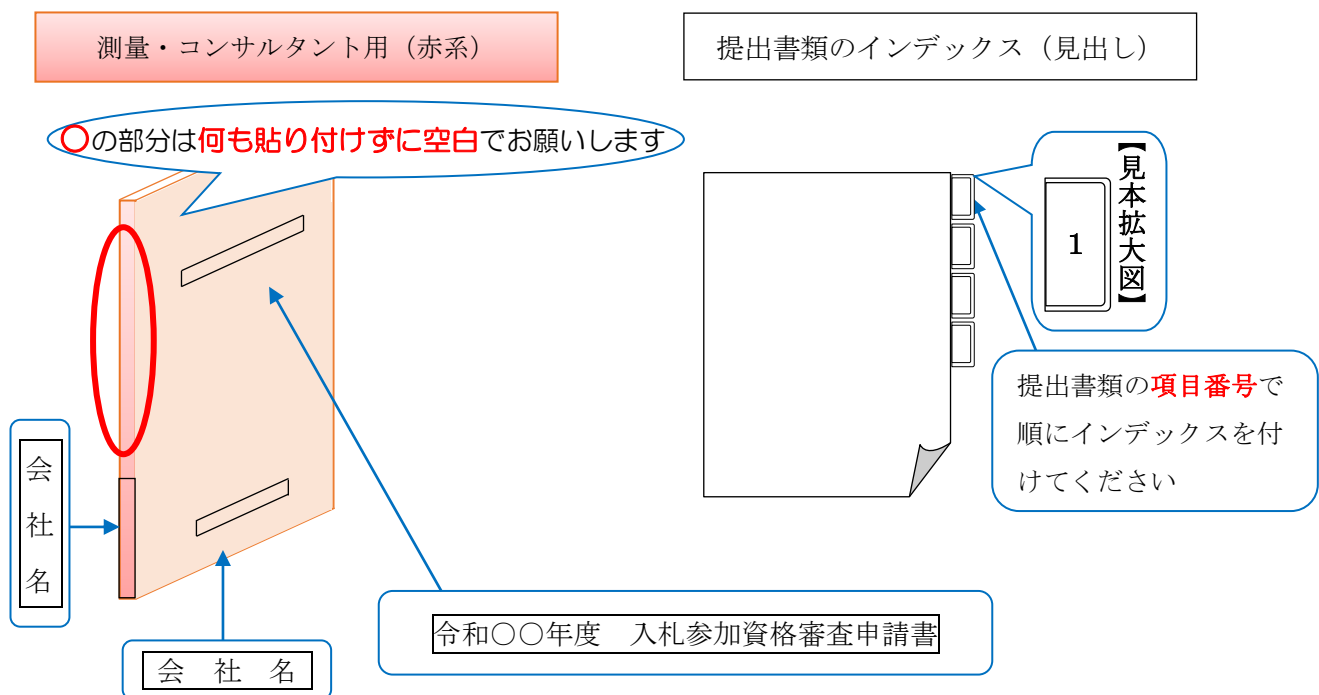 測量・コンサルタント用(赤系)
提出書類のインデックス(見出し)
〇の部分は何も貼り付けずに空白でお願いします
【見本拡大図】
1
提出書類の項目番号で
順にインデックスを付
けてください
会社名
令和○○年度 入札参加資格審査申請書
会 社 名